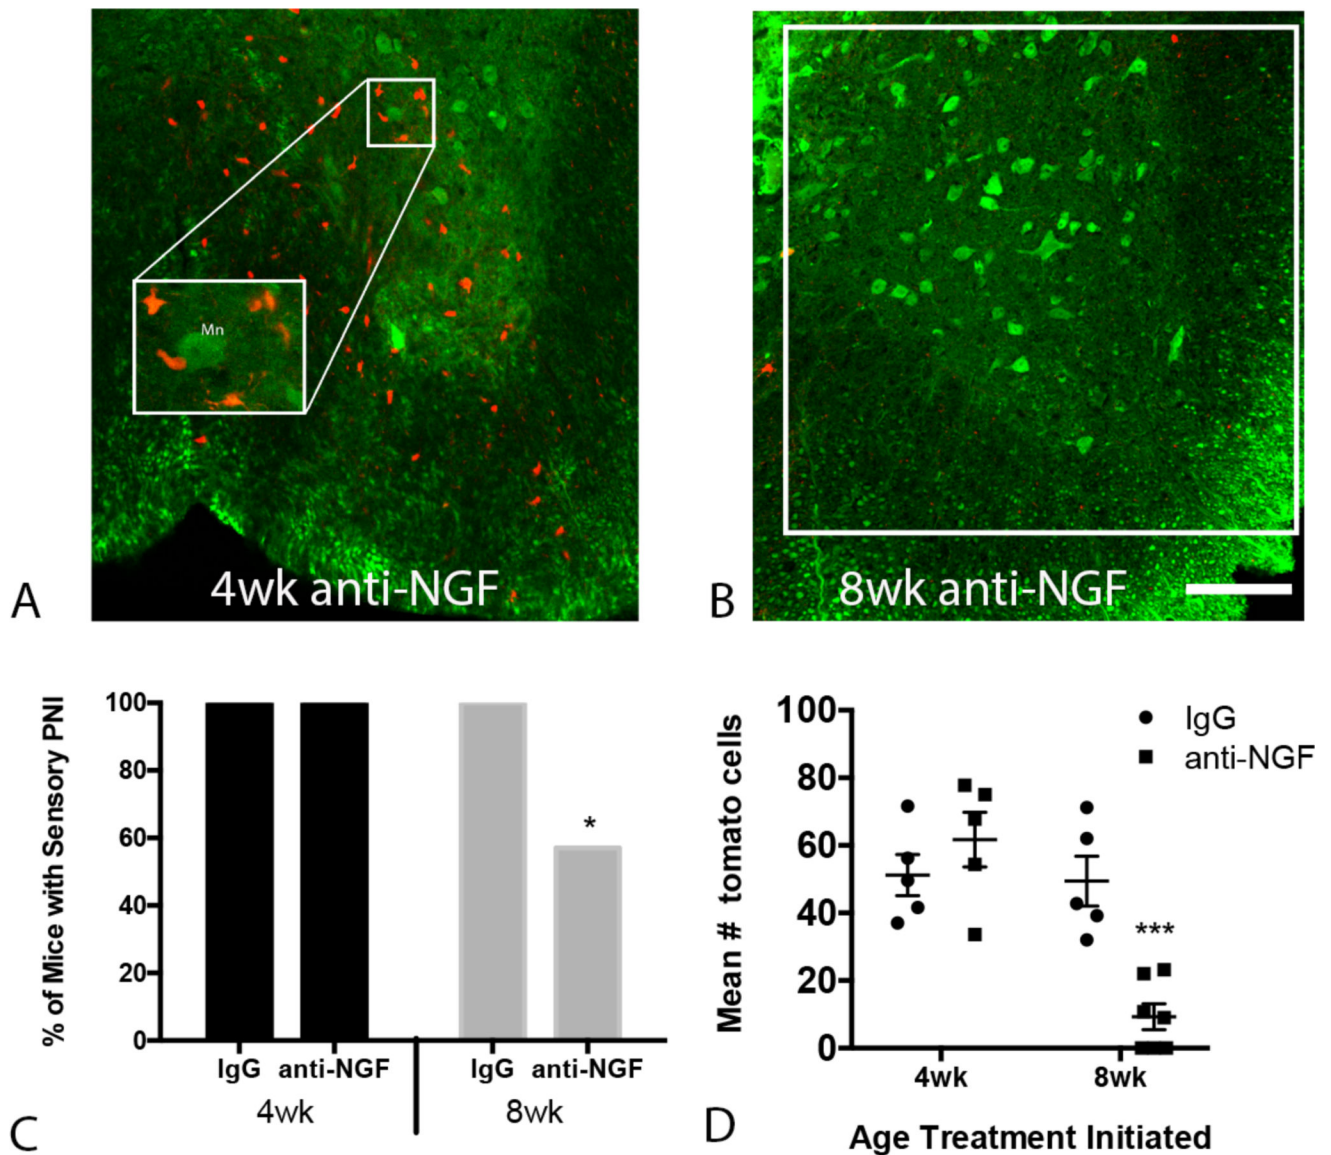 Mn
A
4wk anti-NGF
B
8wk anti-NGF
% of Mice with Sensory PNI
100
80
60
40
20
0
*
IgG
anti-NGF
IgG
anti-NGF
4wk
8wk
C
Mean # tomato cells
100
80
60
40
20
0
IgG
anti-NGF
***
4wk
8wk
D
Age Treatment Initiated